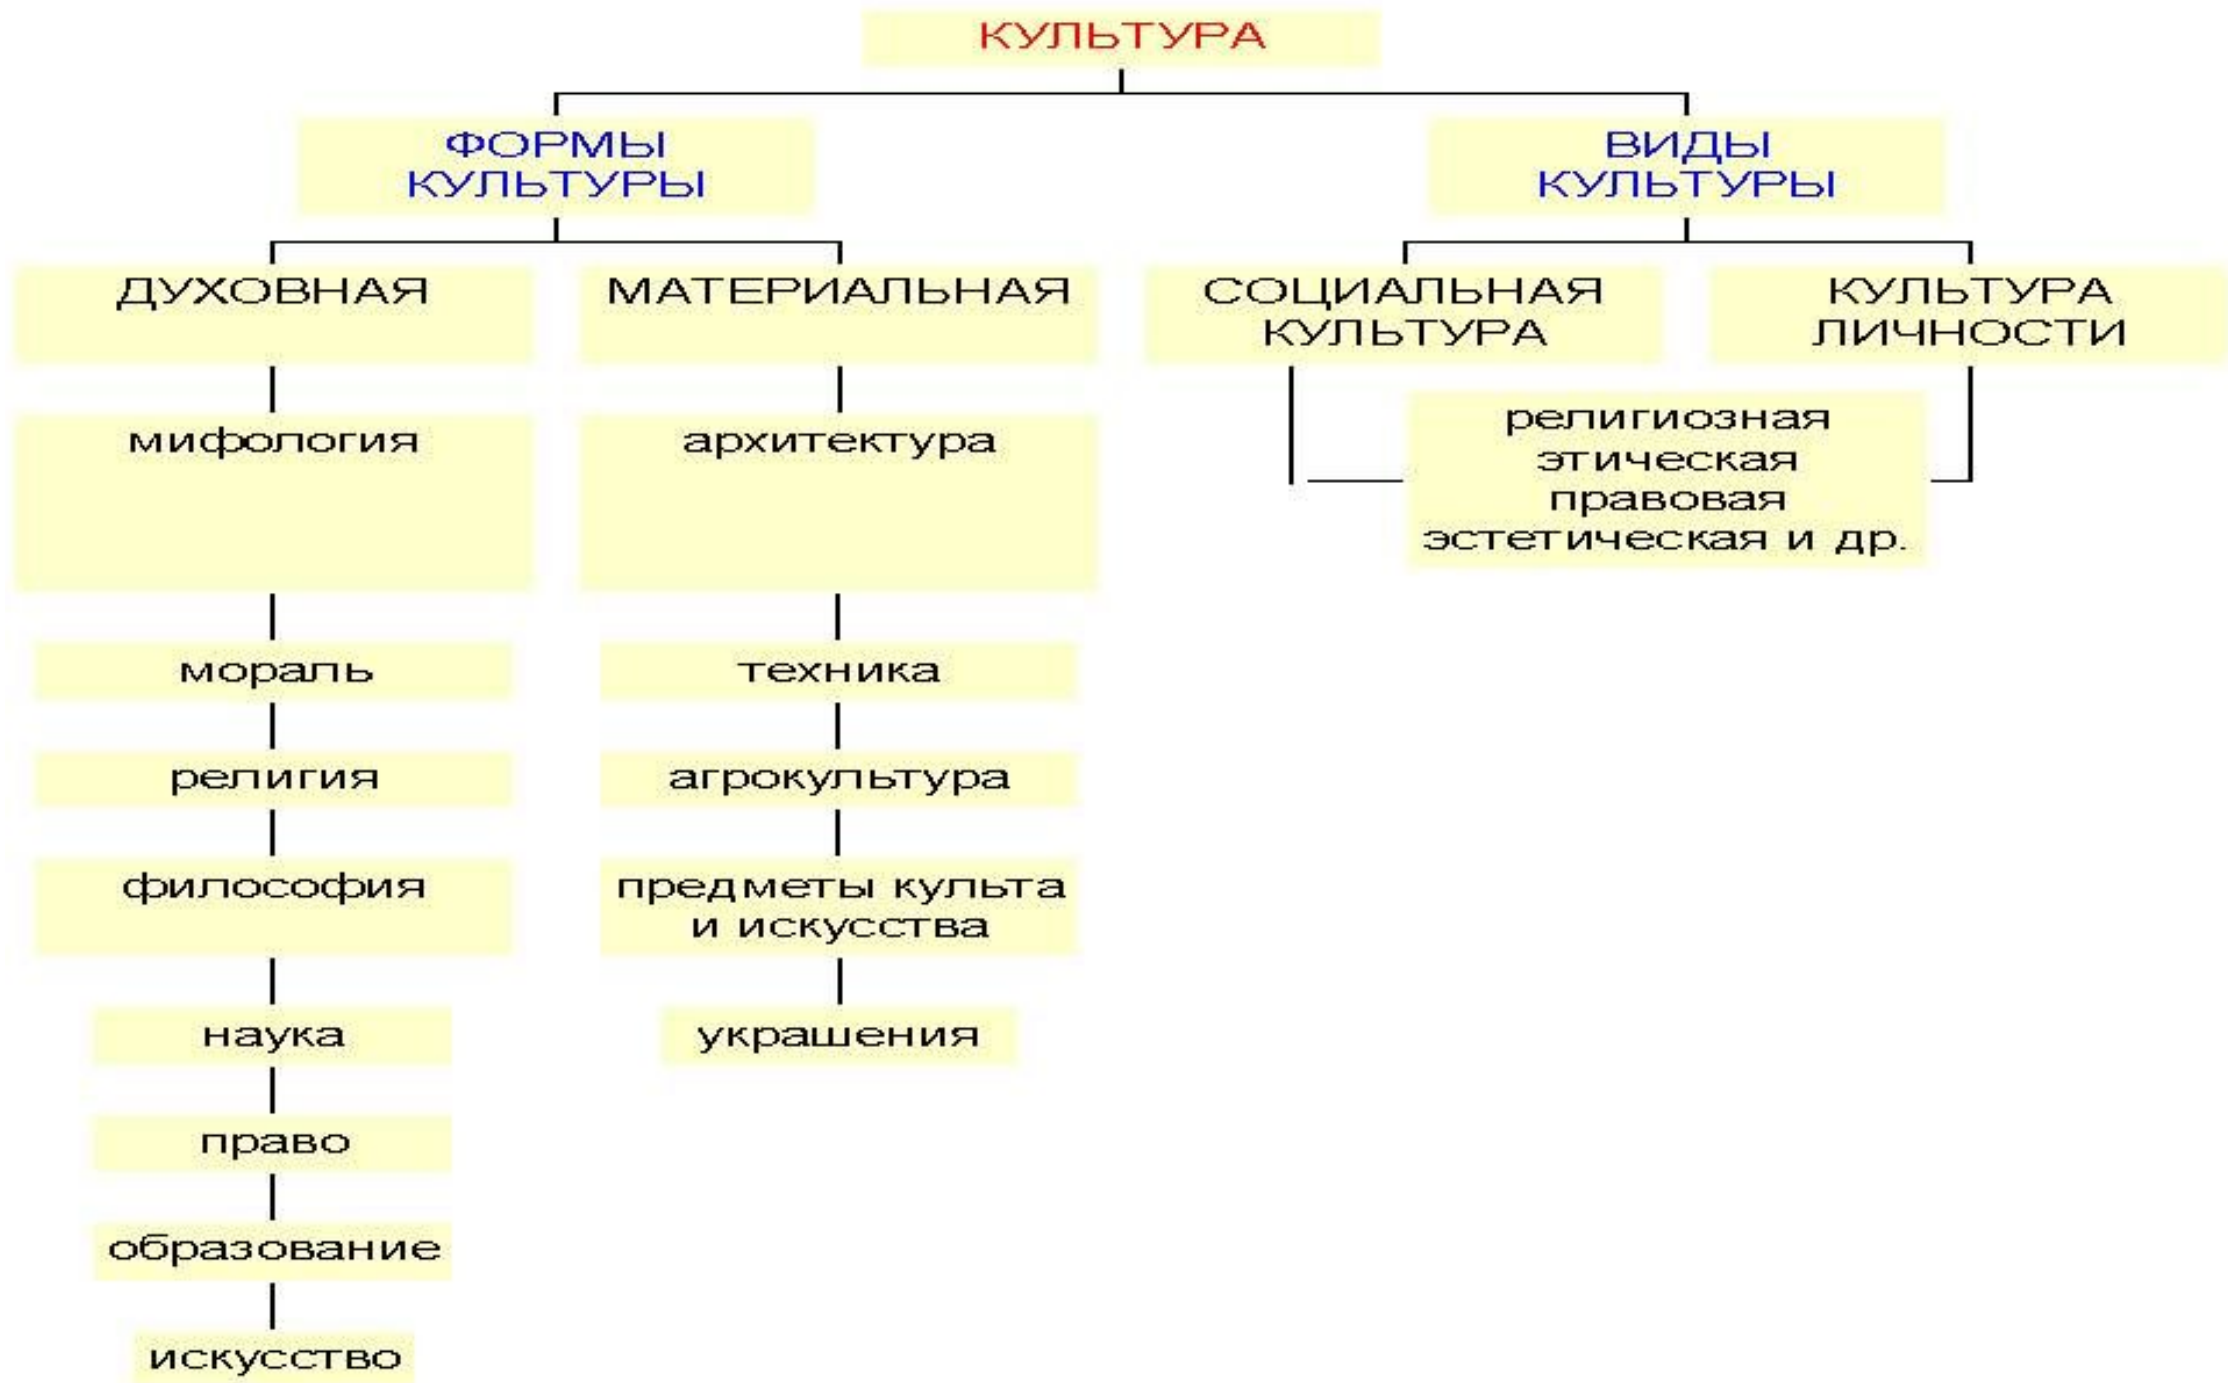 КУЛЬТУРА
ФОРМЫ
КУЛЬТУРЫ
ВИДЫ
КУЛЬТУРЫ
ДУХОВНАЯ
МАТЕРИАЛЬНАЯ
СОЦИАЛЬНАЯ
КУЛЬТУРА
КУЛЬТУРА
ЛИЧНОСТИ
мифология
архитектура
религиозная
этическая
правовая
эстетическая и др.
мораль
техника
религия
агрокультура
философия
предметы культа
и искусства
наука
украшения
право
образование
искусство